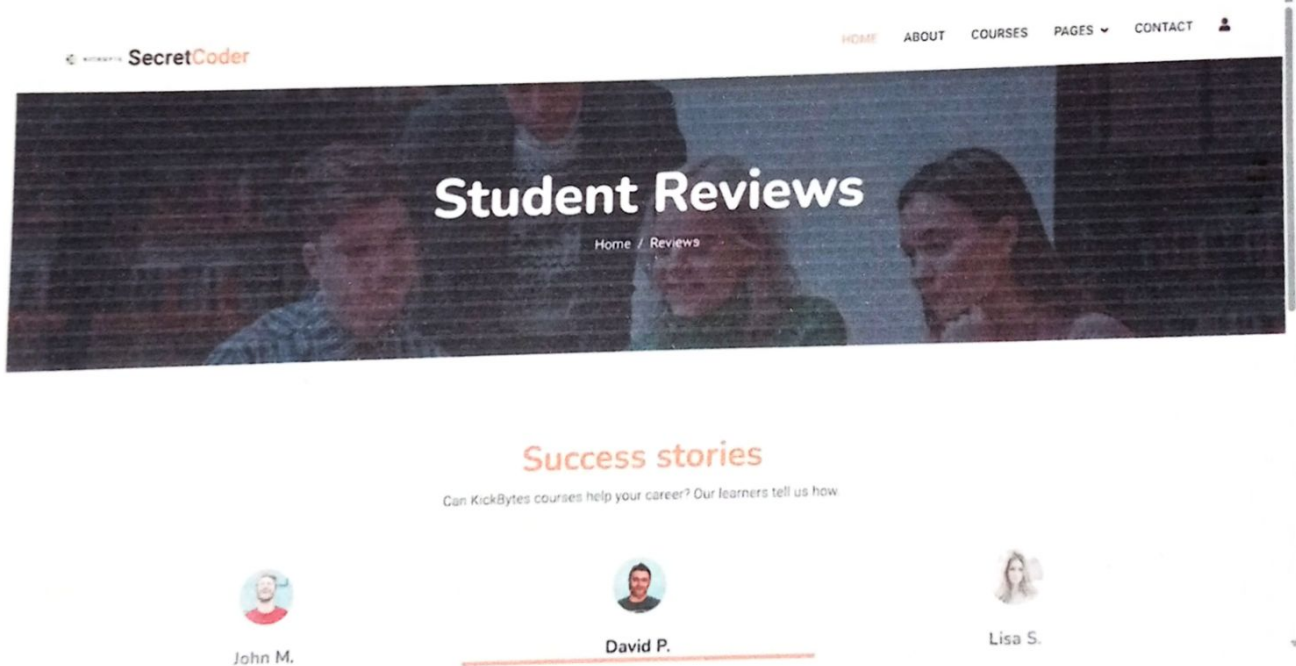 SecretCoder
HOME ABOUT COURSES PAGES CONTACT
Student Reviews
Home / Reviews
Success stories
Can KickBytes courses help your career? Our learners tell us how
John M.
David P.
Lisa S.